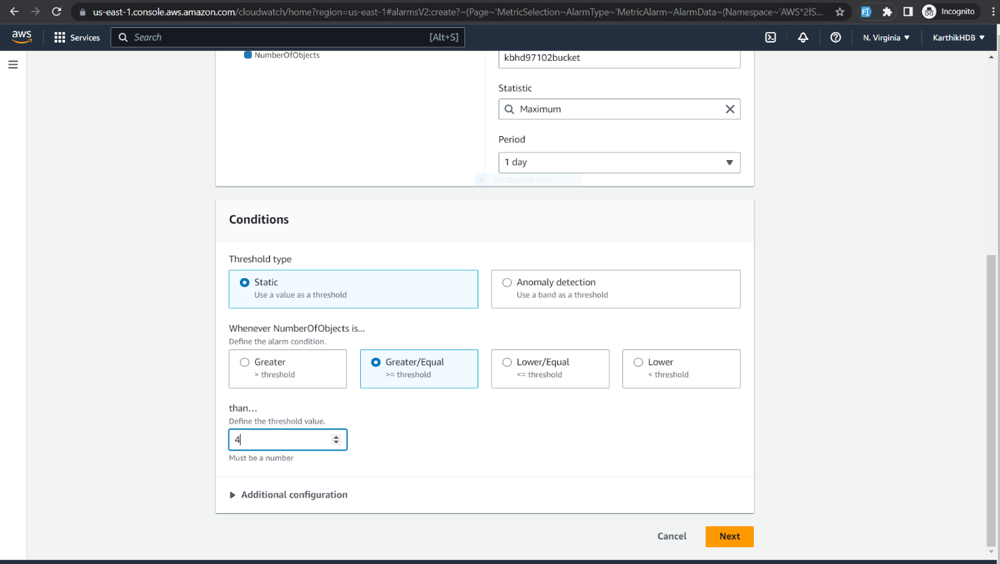 us-east-1.console.aws.amazon.com/cloudwatch/home?region=us-east-1#alarmsV2:create?~(Page~'MetricSelection~AlarmType~'MetricAlarm~AlarmData~(Namespace~'AWS*2fS...
Incognito
aws
Services
Search
[Alt+S]
N. Virginia
KarthikHDB
NumberOfObjects
kbhd97102bucket
Statistic
Maximum
Period
1 day
Rectangular Snip
Conditions
Threshold type
Static
Use a value as a threshold
Anomaly detection
Use a band as a threshold
Whenever NumberOfObjects is...
Define the alarm condition.
Greater
> threshold
Greater/Equal
>= threshold
Lower/Equal
<= threshold
Lower
< threshold
than...
Define the threshold value.
4
Must be a number
Additional configuration
Cancel
Next